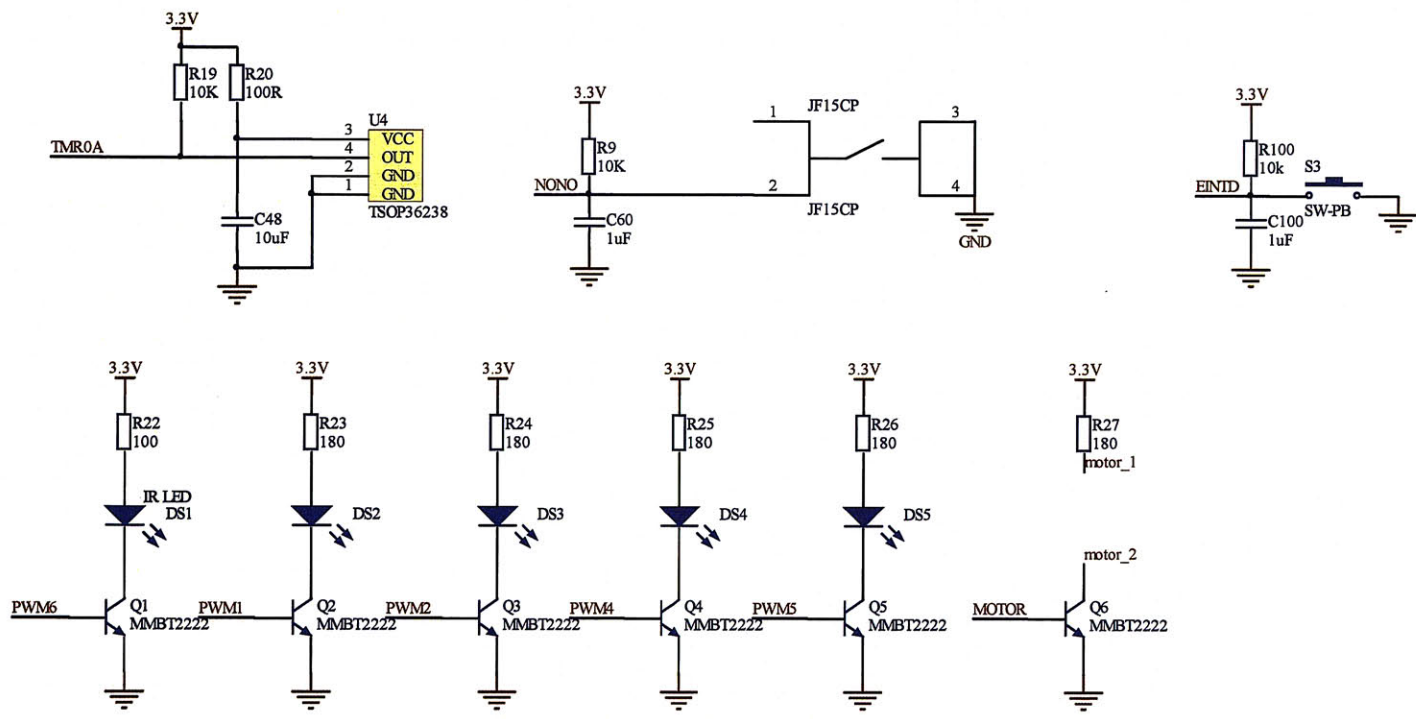 3.3V
R19
10K
R20
100R
U4
3
VCC
TMR0A
4
OUT
2
GND
1
GND
TSOP36238
C48
10uF
3.3V
R9
10K
NONO
C60
1uF
1
JF15CP
3
2
JF15CP
4
GND
3.3V
R100
10k
S3
EINTD
SW-PB
C100
1uF
3.3V
R22
100
IR LED
DS1
PWM6
Q1
MMBT2222
3.3V
R23
180
DS2
PWM1
Q2
MMBT2222
3.3V
R24
180
DS3
PWM2
Q3
MMBT2222
3.3V
R25
180
DS4
PWM4
Q4
MMBT2222
3.3V
R26
180
DS5
PWM5
Q5
MMBT2222
3.3V
R27
180
motor_1
motor_2
MOTOR
Q6
MMBT2222